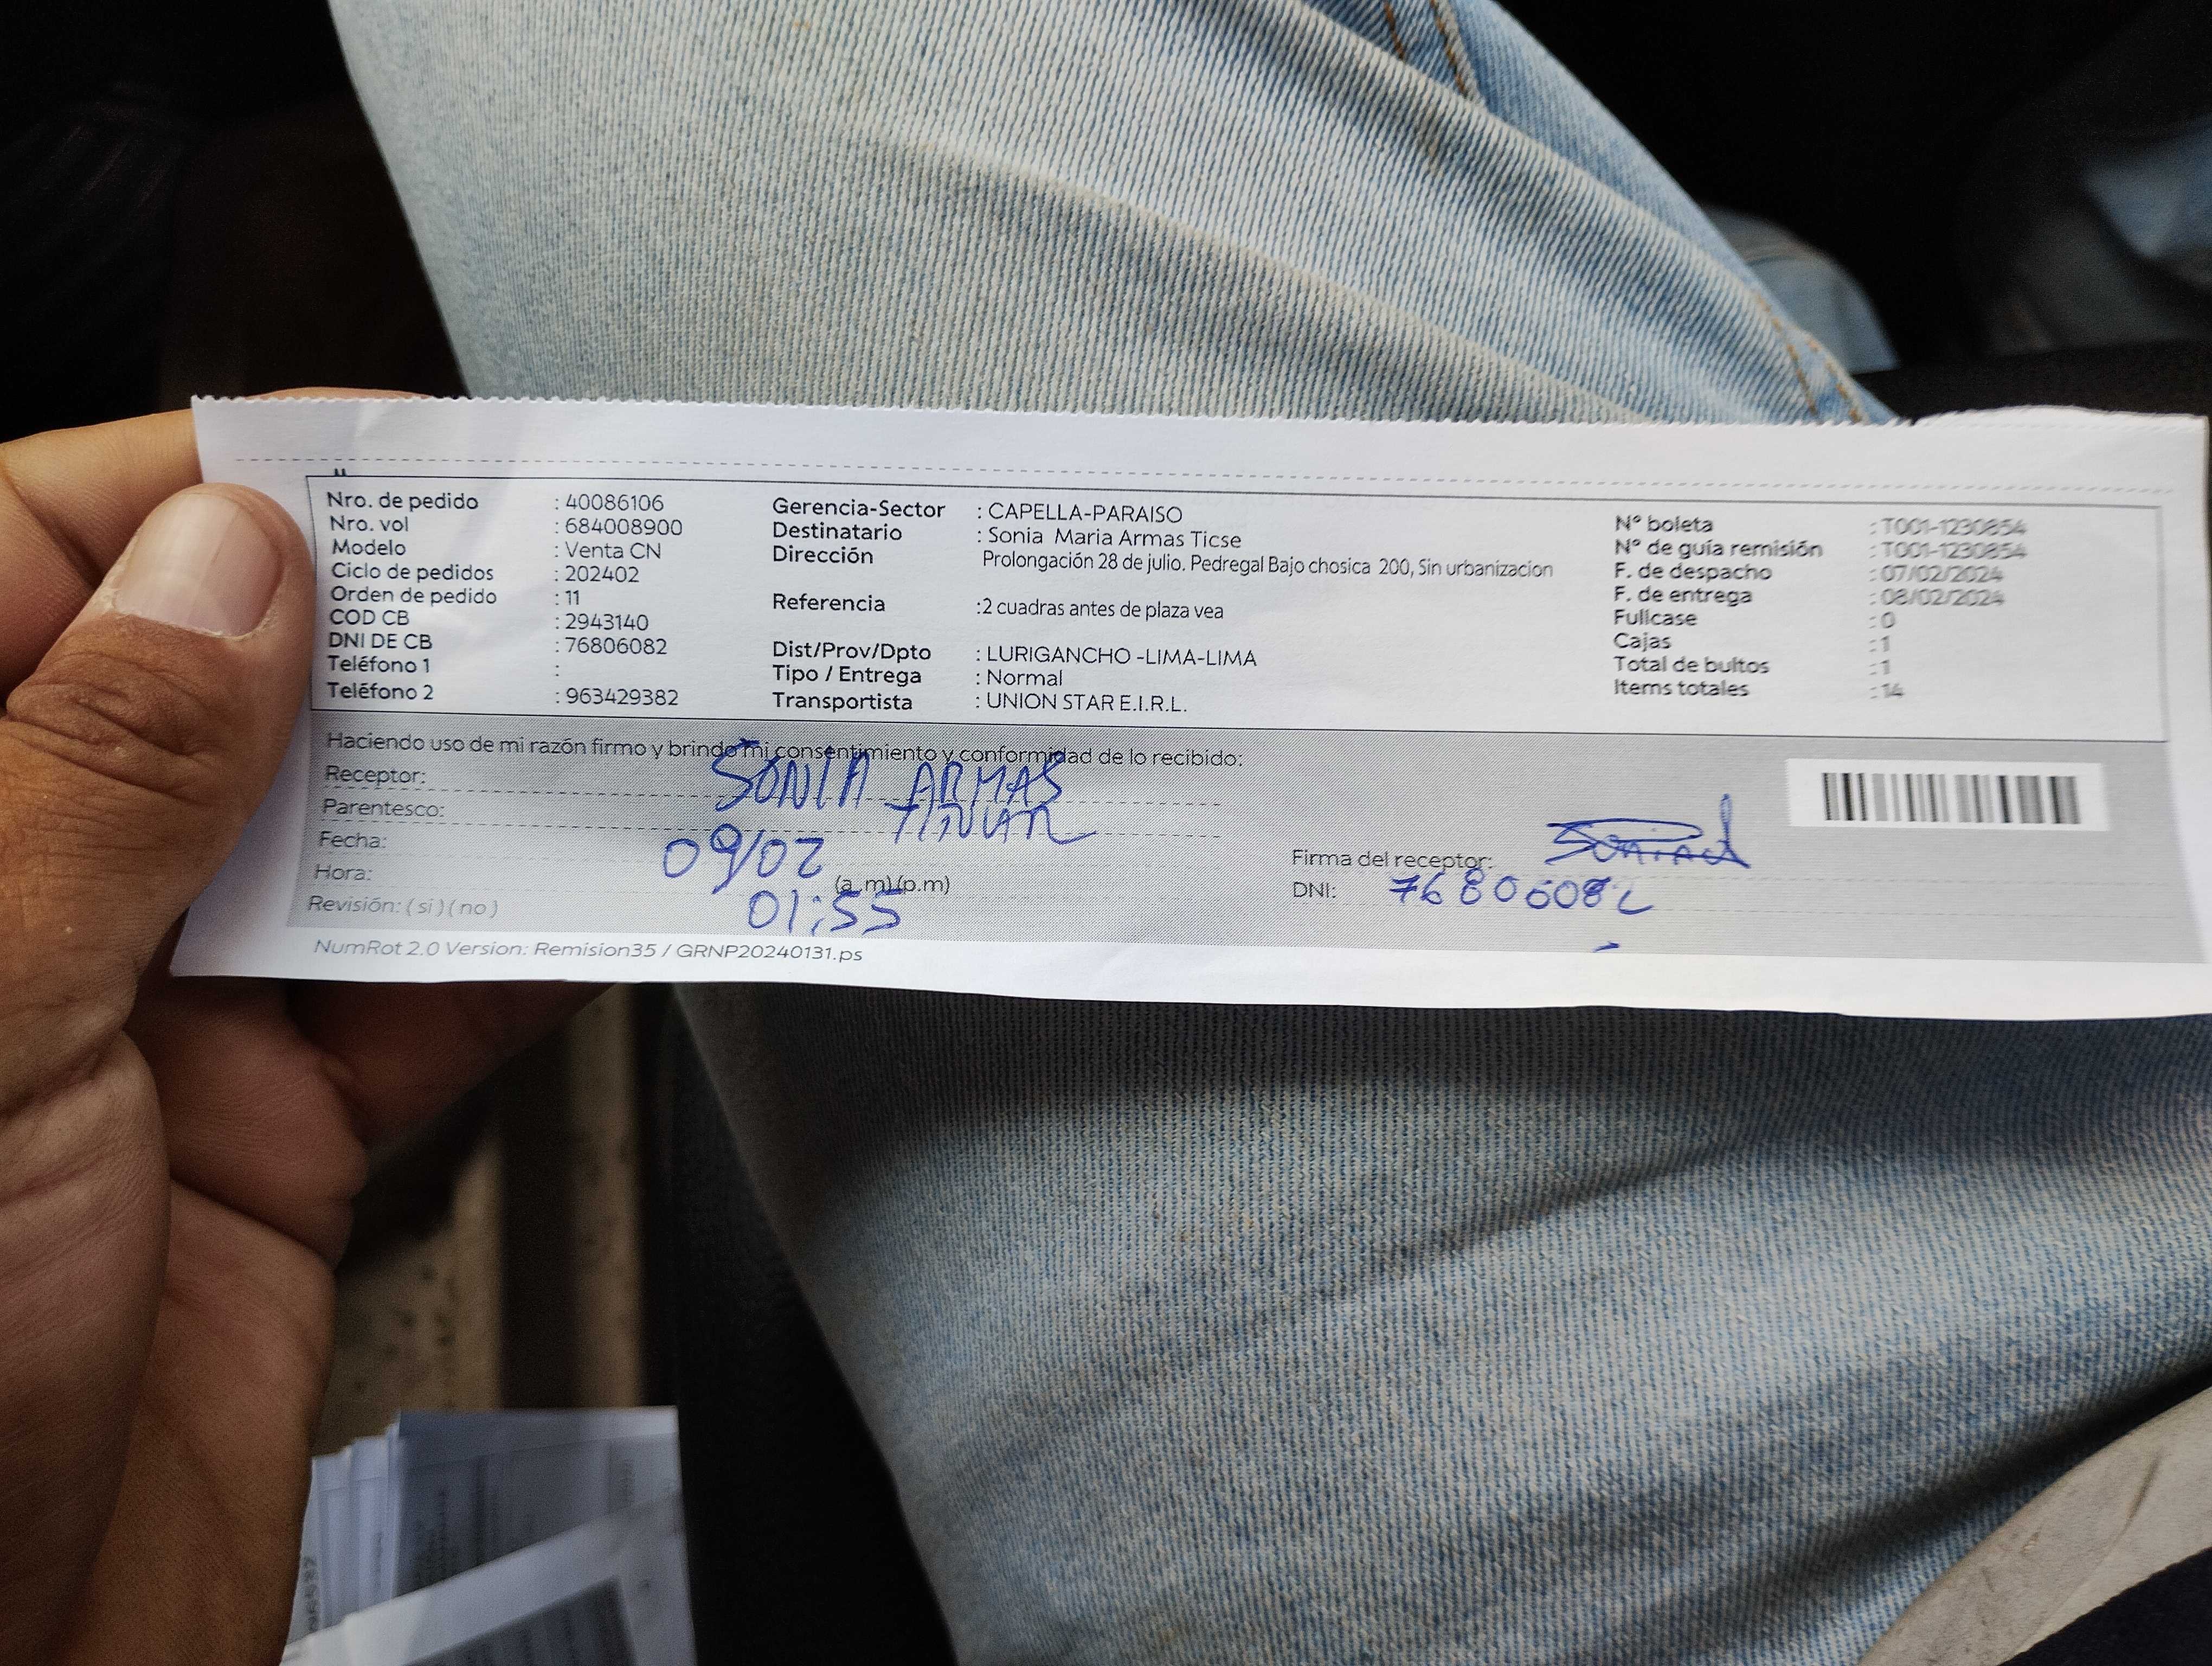 Nro. de pedido : 40086106
Nro. vol : 684008900
Modelo : Venta CN
Ciclo de pedidos : 202402
Orden de pedido : 11
COD CB : 2943140
DNI DE CB : 76806082
Teléfono 1 :
Teléfono 2 : 963429382
Gerencia-Sector : CAPELLA-PARAISO
Destinatario : Sonia Maria Armas Ticse
Dirección Prolongación 28 de julio. Pedregal Bajo chosica 200, Sin urbanizacion
Referencia :2 cuadras antes de plaza vea
Dist/Prov/Dpto : LURIGANCHO -LIMA-LIMA
Tipo / Entrega : Normal
Transportista : UNION STAR E.I.R.L.
N° boleta : T001-1230854
N° de guía remisión : T001-1230854
F. de despacho : 07/02/2024
F. de entrega : 08/02/2024
Fullcase : 0
Cajas : 1
Total de bultos : 1
Items totales : 14
Haciendo uso de mi razón firmo y brindo mi consentimiento y conformidad de lo recibido:
Receptor: SONIA ARMAS
Parentesco:
Fecha: 09/02
Hora: (a.m)(p.m) 01:55
Revisión: (si)(no)
Firma del receptor:
DNI: 76806082
NumRot 2.0 Version: Remision35 / GRNP20240131.ps